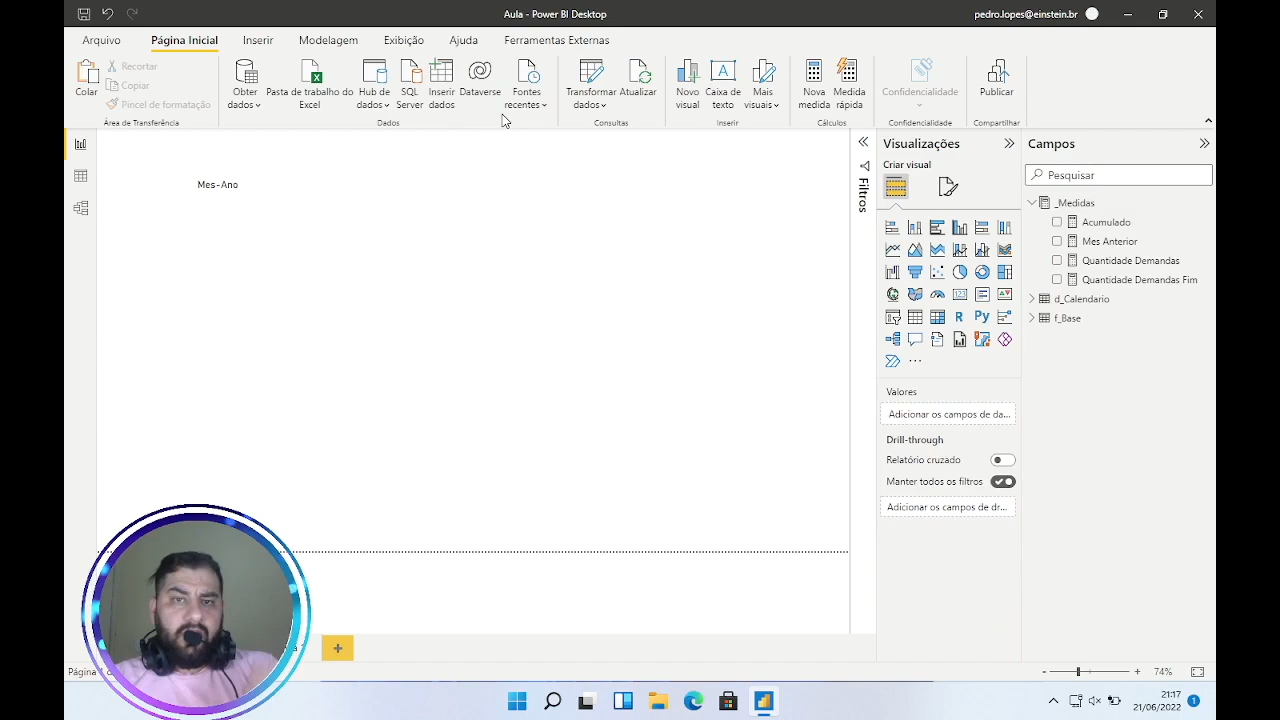 Aula - Power BI Desktop
pedro.lopes@einstein.br
Arquivo
Página Inicial
Inserir
Modelagem
Exibição
Ajuda
Ferramentas Externas
Colar
Recortar
Copiar
Pincel de formatação
Área de Transferência
Obter dados
Pasta de trabalho do Excel
Hub de dados
SQL Server
Inserir dados
Dataverse
Fontes recentes
Dados
Transformar dados
Atualizar
Consultas
Novo visual
Caixa de texto
Mais visuais
Inserir
Nova medida
Medida rápida
Cálculos
Confidencialidade
Confidencialidade
Publicar
Compartilhar
Mes-Ano
Filtros
Visualizações
Criar visual
R
Py
123
Valores
Adicionar os campos de da...
Drill-through
Relatório cruzado
Manter todos os filtros
Adicionar os campos de dr...
Campos
Pesquisar
_Medidas
Acumulado
Mes Anterior
Quantidade Demandas
Quantidade Demandas Fim
d_Calendario
f_Base
74%
21:17
21/06/2022
1